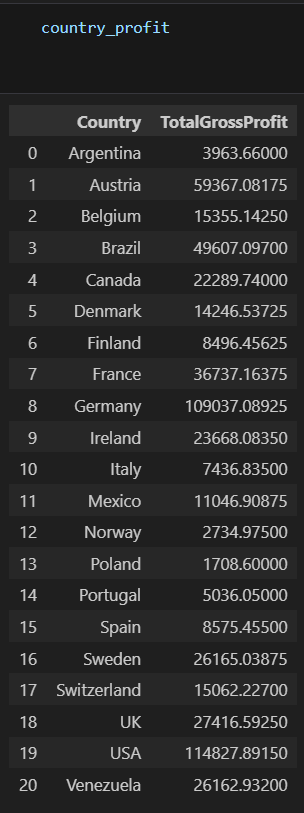 country_profit
Country TotalGrossProfit
0 Argentina 3963.66000
1 Austria 59367.08175
2 Belgium 15355.14250
3 Brazil 49607.09700
4 Canada 22289.74000
5 Denmark 14246.53725
6 Finland 8496.45625
7 France 36737.16375
8 Germany 109037.08925
9 Ireland 23668.08350
10 Italy 7436.83500
11 Mexico 11046.90875
12 Norway 2734.97500
13 Poland 1708.60000
14 Portugal 5036.05000
15 Spain 8575.45500
16 Sweden 26165.03875
17 Switzerland 15062.22700
18 UK 27416.59250
19 USA 114827.89150
20 Venezuela 26162.93200